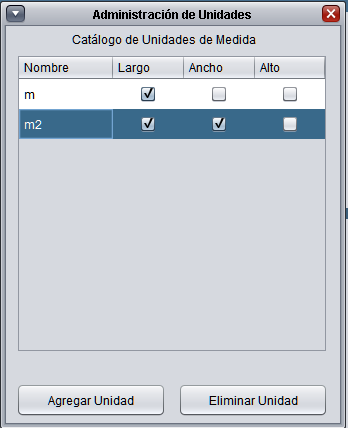 Administración de Unidades
Catálogo de Unidades de Medida
Nombre Largo Ancho Alto
m
m2
Agregar Unidad Eliminar Unidad